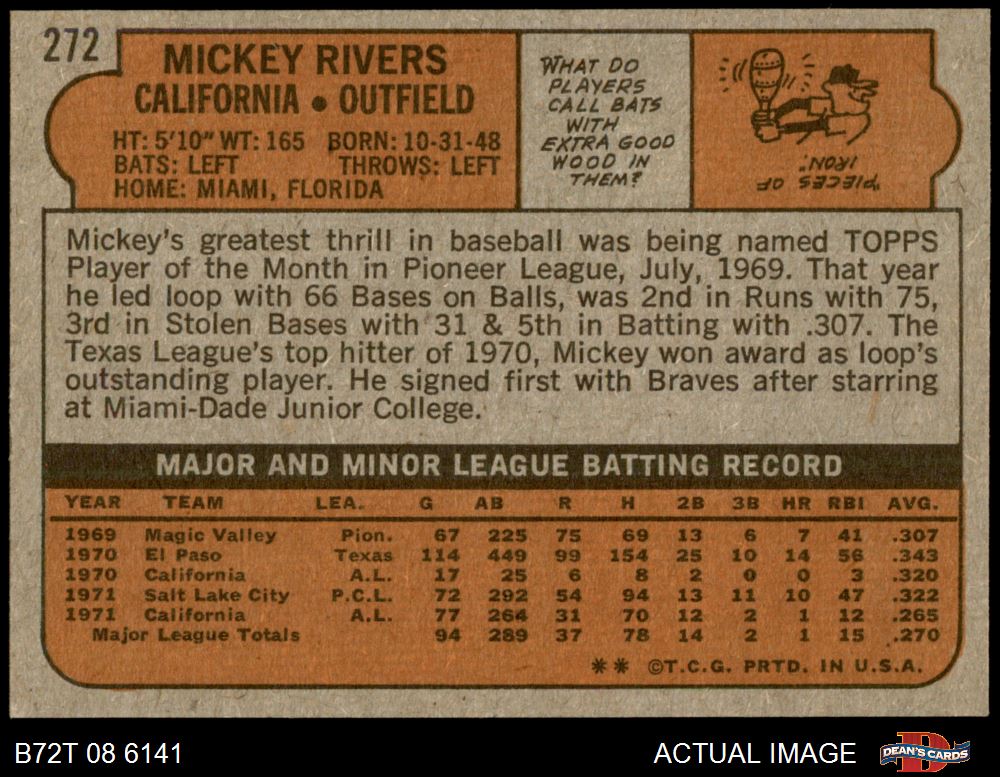 272
MICKEY RIVERS
CALIFORNIA • OUTFIELD
HT: 5'10" WT: 165 BORN: 10-31-48
BATS: LEFT THROWS: LEFT
HOME: MIAMI, FLORIDA
WHAT DO
PLAYERS
CALL BATS
WITH
EXTRA GOOD
WOOD IN
THEM?
"PIECES OF
IRON."
Mickey's greatest thrill in baseball was being named TOPPS
Player of the Month in Pioneer League, July, 1969. That year
he led loop with 66 Bases on Balls, was 2nd in Runs with 75,
3rd in Stolen Bases with 31 & 5th in Batting with .307. The
Texas League's top hitter of 1970, Mickey won award as loop's
outstanding player. He signed first with Braves after starring
at Miami-Dade Junior College.
MAJOR AND MINOR LEAGUE BATTING RECORD
YEAR TEAM LEA. G AB R H 2B 3B HR RBI AVG.
1969 Magic Valley Pion. 67 225 75 69 13 6 7 41 .307
1970 El Paso Texas 114 449 99 154 25 10 14 56 .343
1970 California A.L. 17 25 6 8 2 0 0 3 .320
1971 Salt Lake City P.C.L. 72 292 54 94 13 11 10 47 .322
1971 California A.L. 77 264 31 70 12 2 1 12 .265
Major League Totals 94 289 37 78 14 2 1 15 .270
** ©T.C.G. PRTD. IN U.S.A.
B72T 08 6141
ACTUAL IMAGE
DEAN'S CARDS